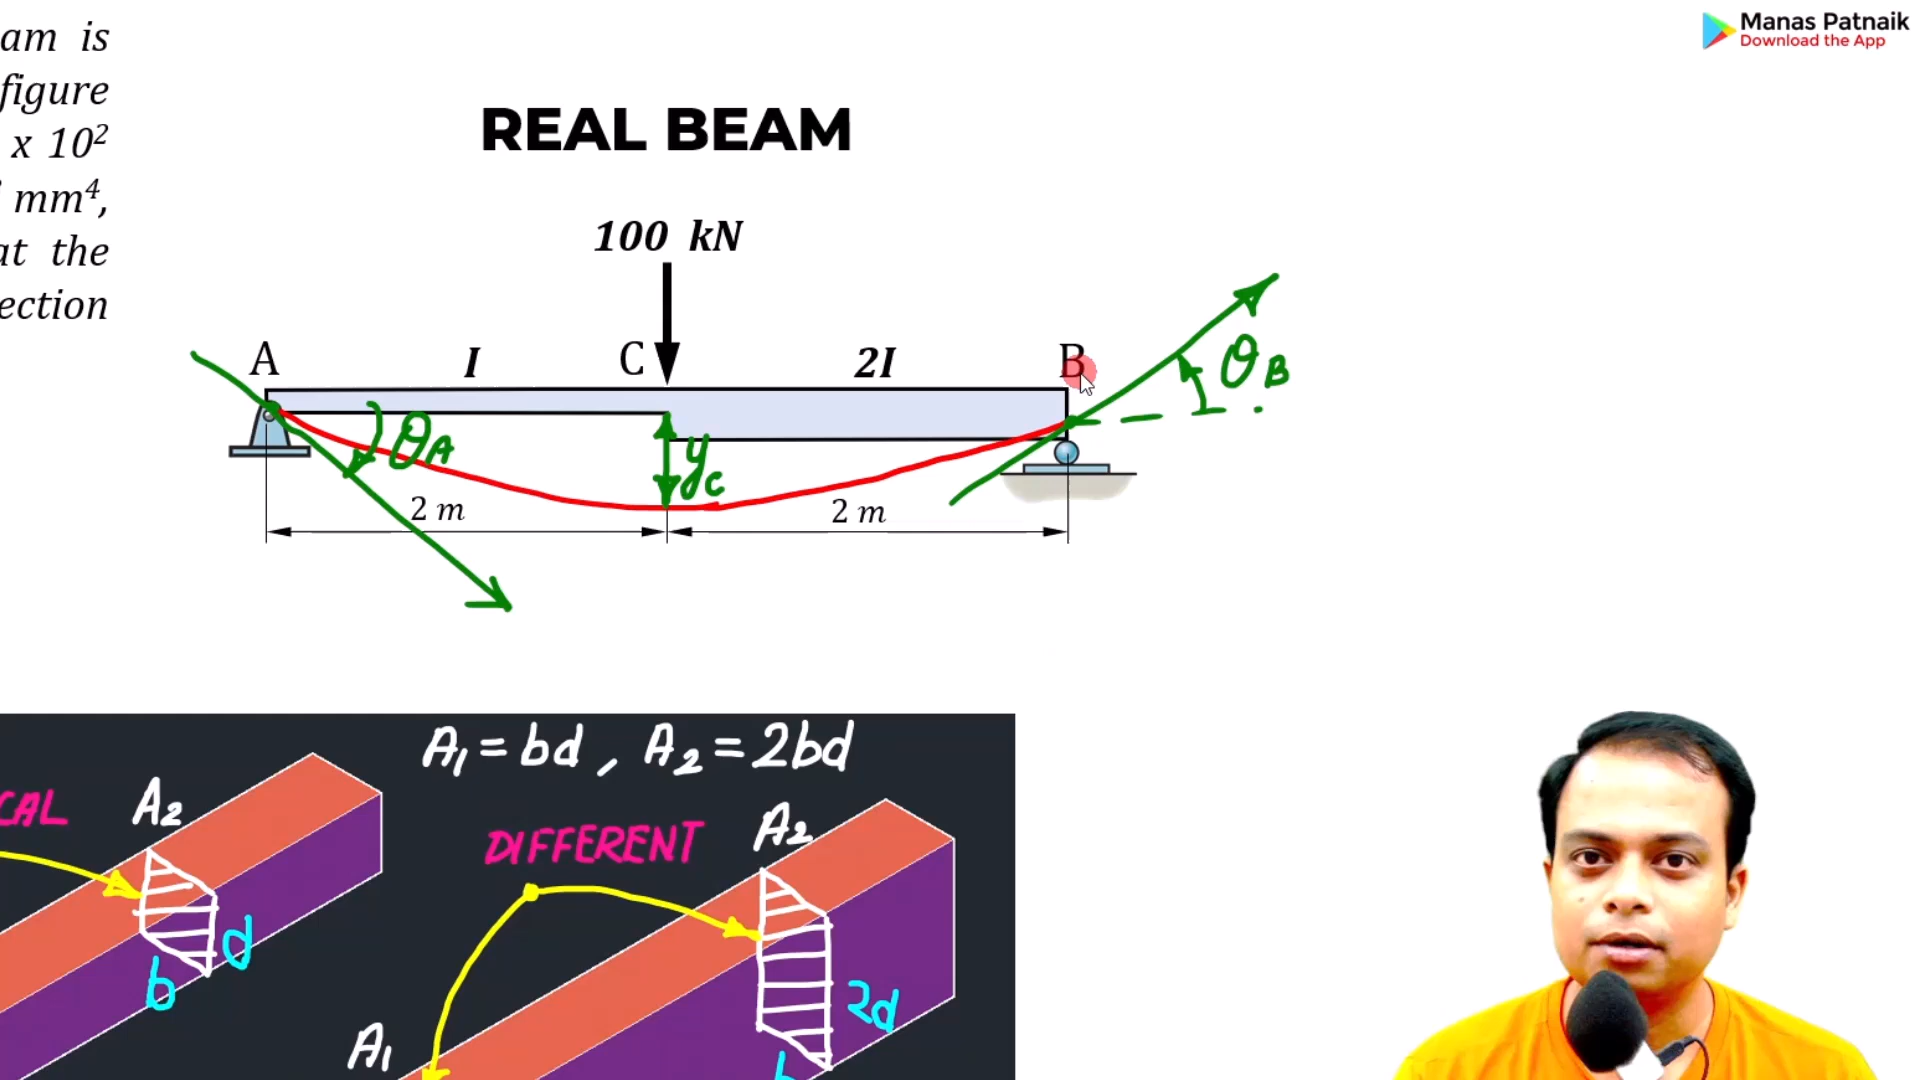 Manas Patnaik
Download the App
am is
figure
x 10²
mm⁴,
at the
ection
REAL BEAM
100 kN
A
I
C
2I
B
θA
yc
θB
2 m
2 m
A₁ = bd , A₂ = 2bd
CAL
A₂
DIFFERENT
A₂
d
b
2d
A₁
b